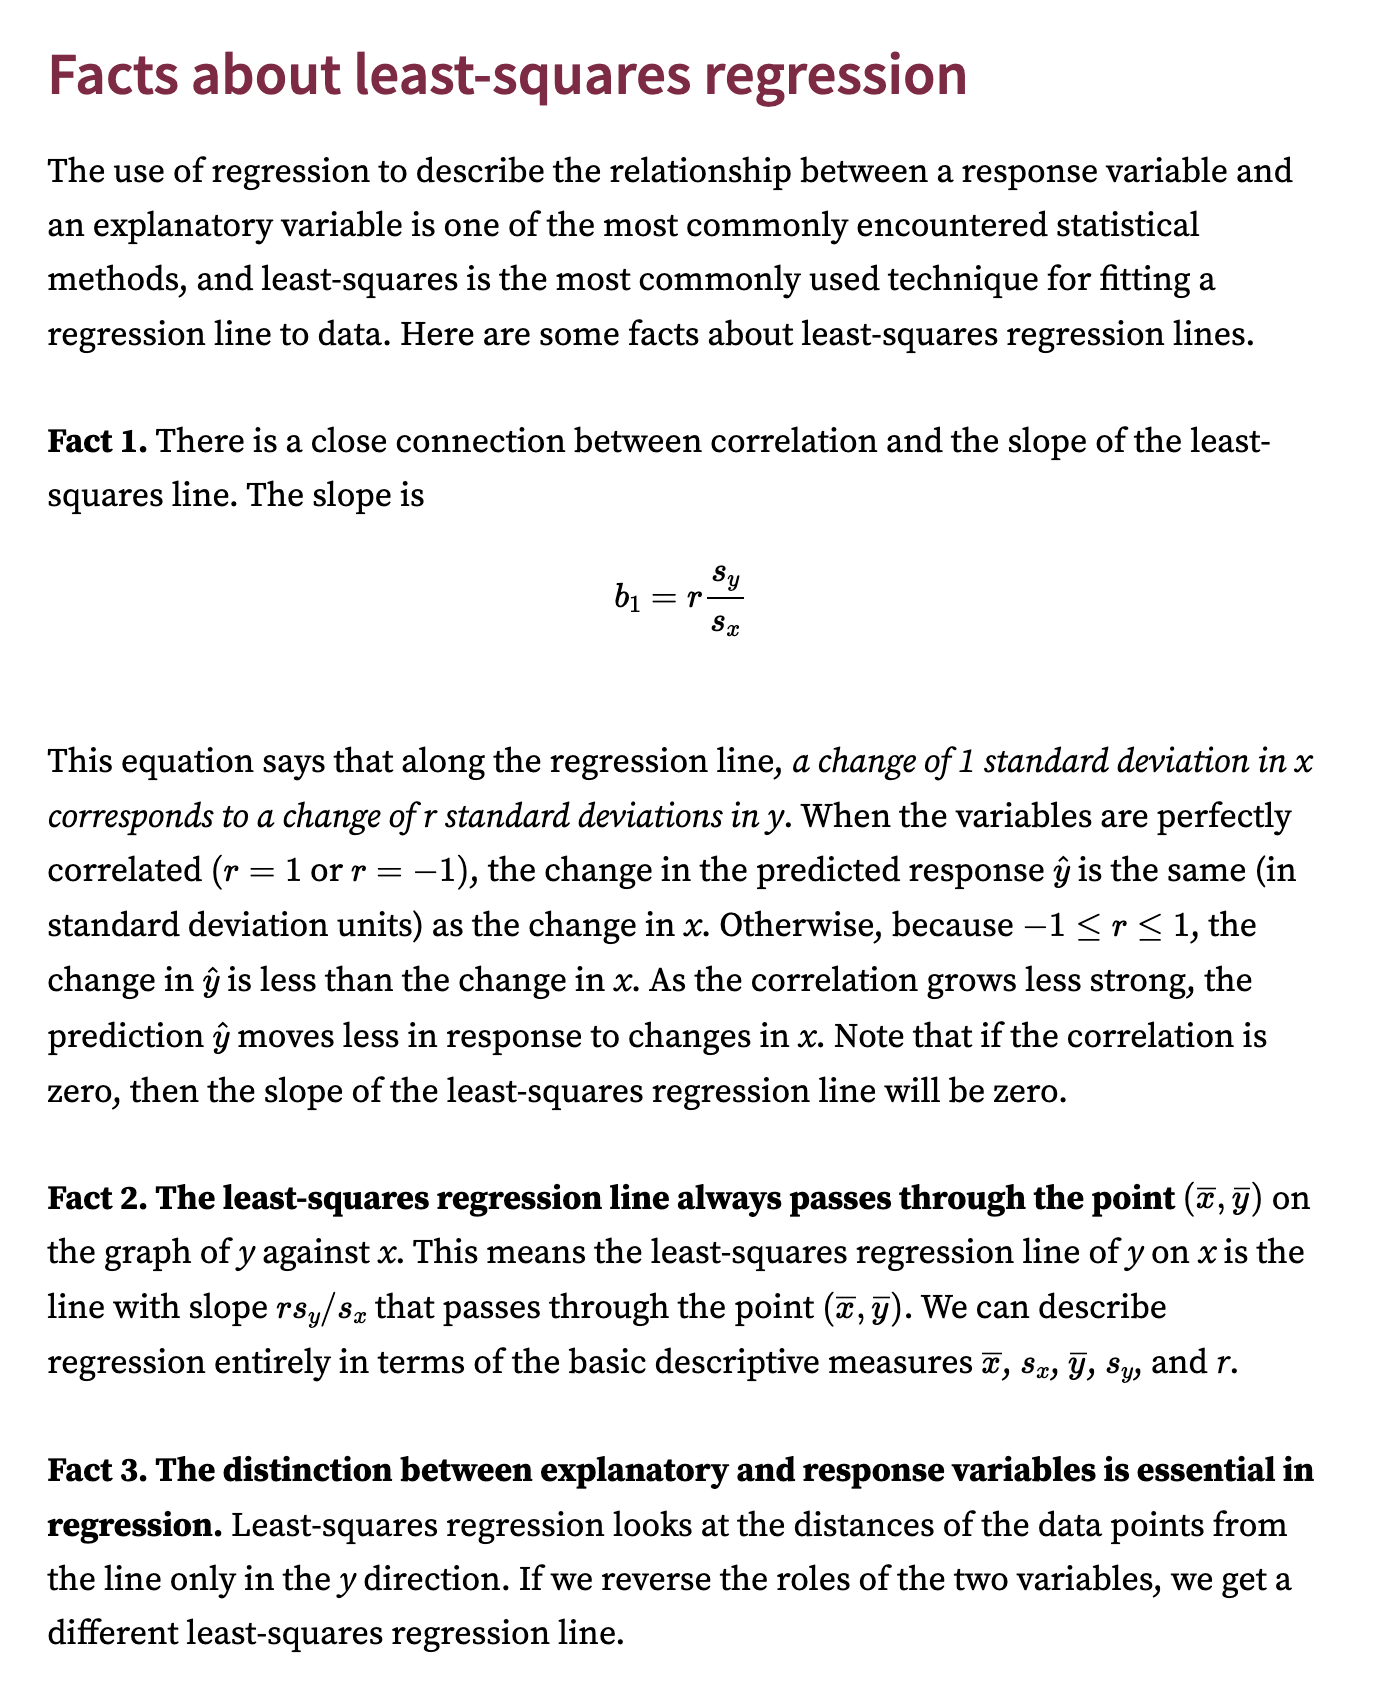 Facts about least-squares regression
The use of regression to describe the relationship between a response variable and
an explanatory variable is one of the most commonly encountered statistical
methods, and least-squares is the most commonly used technique for fitting a
regression line to data. Here are some facts about least-squares regression lines.
Fact 1. There is a close connection between correlation and the slope of the least-
squares line. The slope is
b₁ = r s_y/s_x
This equation says that along the regression line, a change of 1 standard deviation in x
corresponds to a change of r standard deviations in y. When the variables are perfectly
correlated (r = 1 or r = −1), the change in the predicted response ŷ is the same (in
standard deviation units) as the change in x. Otherwise, because −1 ≤ r ≤ 1, the
change in ŷ is less than the change in x. As the correlation grows less strong, the
prediction ŷ moves less in response to changes in x. Note that if the correlation is
zero, then the slope of the least-squares regression line will be zero.
Fact 2. The least-squares regression line always passes through the point (x̅, y̅) on
the graph of y against x. This means the least-squares regression line of y on x is the
line with slope rs_y/s_x that passes through the point (x̅, y̅). We can describe
regression entirely in terms of the basic descriptive measures x̅, s_x, y̅, s_y, and r.
Fact 3. The distinction between explanatory and response variables is essential in
regression. Least-squares regression looks at the distances of the data points from
the line only in the y direction. If we reverse the roles of the two variables, we get a
different least-squares regression line.